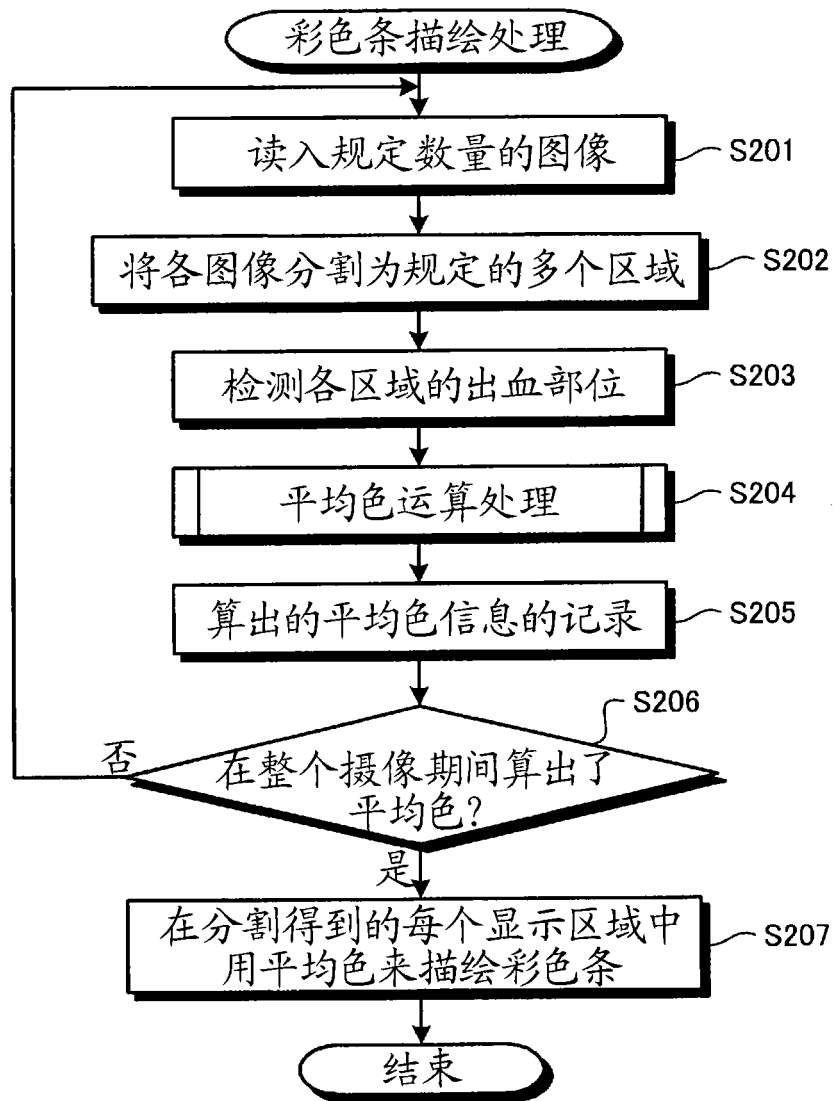 彩色条描绘处理
读入规定数量的图像
S201
将各图像分割为规定的多个区域
S202
检测各区域的出血部位
S203
平均色运算处理
S204
算出的平均色信息的记录
S205
S206
否
在整个摄像期间算出了
平均色?
是
在分割得到的每个显示区域中
用平均色来描绘彩色条
S207
结束